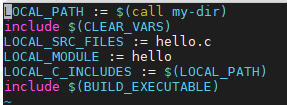 LOCAL_PATH := $(call my-dir)
include $(CLEAR_VARS)
LOCAL_SRC_FILES := hello.c
LOCAL_MODULE := hello
LOCAL_C_INCLUDES := $(LOCAL_PATH)
include $(BUILD_EXECUTABLE)
~